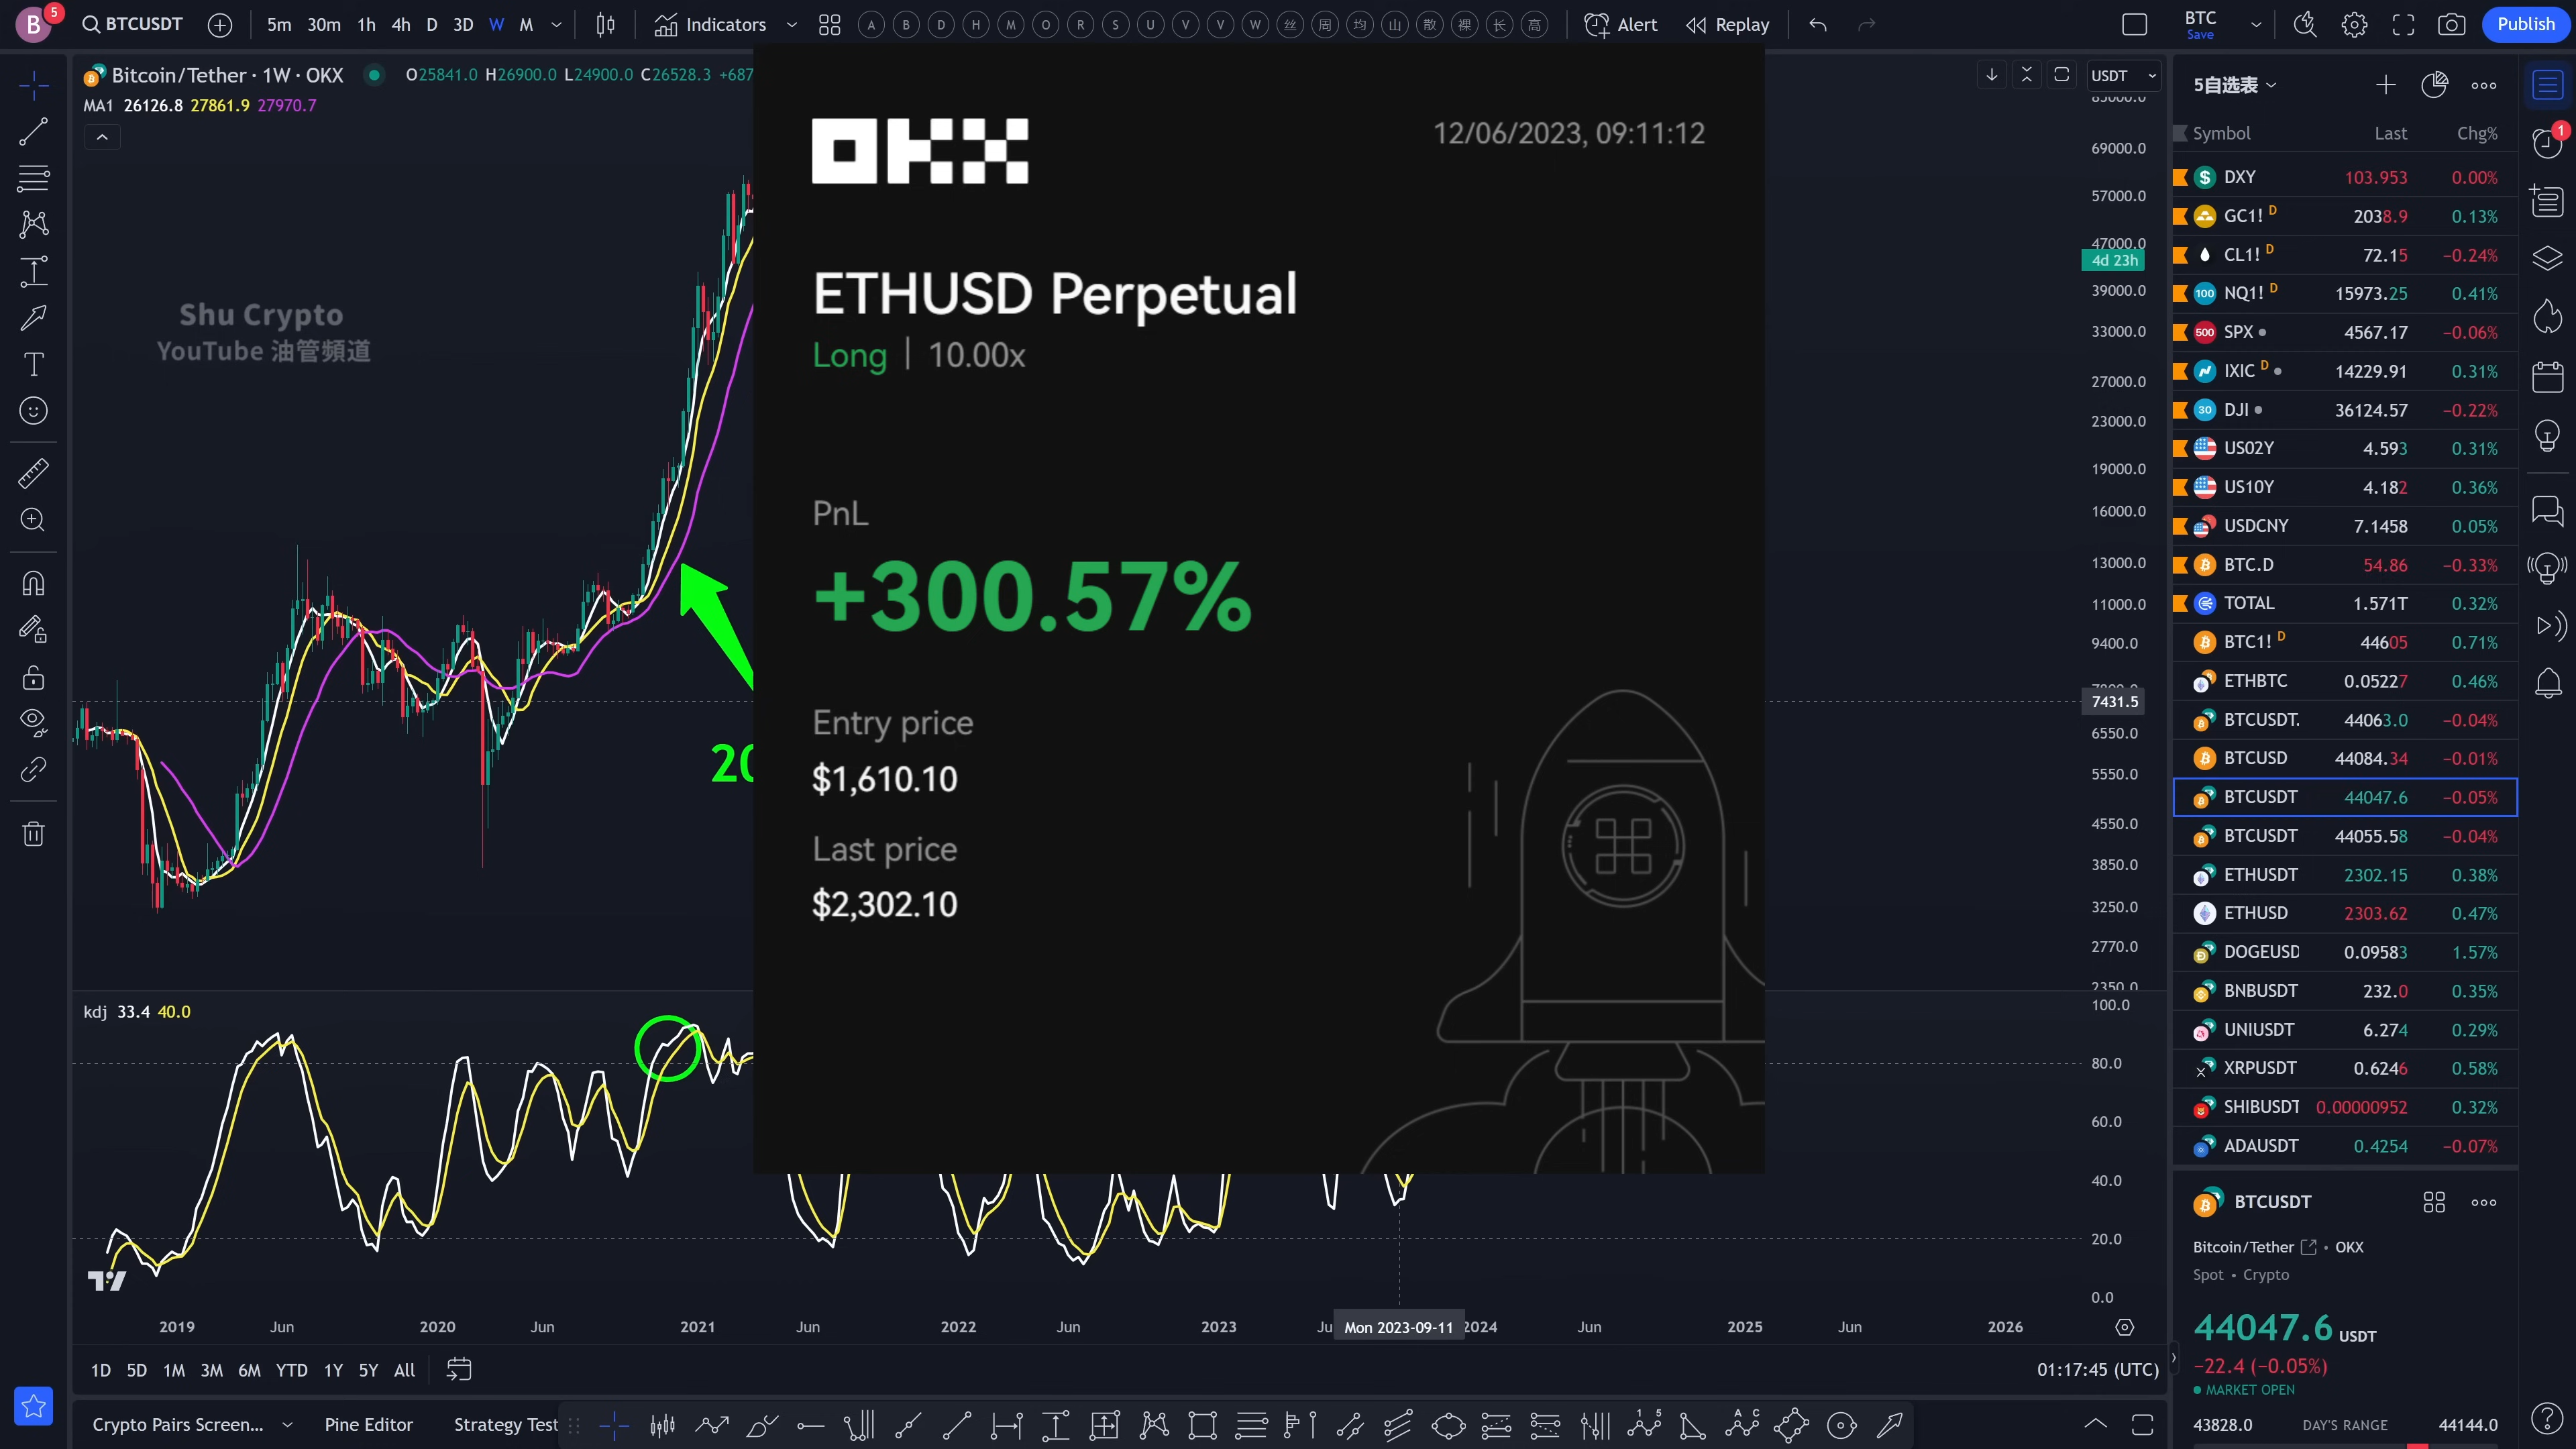 B 5 BTCUSDT 5m 30m 1h 4h D 3D W M Indicators A B D H M O R S U V V W 丝 周 均 山 散 裸 长 高 Alert Replay BTC Save Publish
Bitcoin/Tether · 1W · OKX O25841.0 H26900.0 L24900.0 C26528.3 +687
MA1 26126.8 27861.9 27970.7
Shu Crypto
YouTube 油管頻道
20
OKX
12/06/2023, 09:11:12
ETHUSD Perpetual
Long | 10.00x
PnL
+300.57%
Entry price
$1,610.10
Last price
$2,302.10
USDT
85000.0
69000.0
57000.0
47000.0
4d 23h
39000.0
33000.0
27000.0
23000.0
19000.0
16000.0
13000.0
11000.0
9400.0
7431.5
6550.0
5550.0
4550.0
3850.0
3250.0
2770.0
2350.0
kdj 33.4 40.0
100.0
80.0
60.0
40.0
20.0
0.0
2019 Jun 2020 Jun 2021 Jun 2022 Jun 2023 Ju Mon 2023-09-11 2024 Jun 2025 Jun 2026
1D 5D 1M 3M 6M YTD 1Y 5Y All
01:17:45 (UTC)
Crypto Pairs Screen... Pine Editor Strategy Test
5自选表
Symbol Last Chg%
DXY 103.953 0.00%
GC1! D 2038.9 0.13%
CL1! D 72.15 −0.24%
NQ1! D 15973.25 0.41%
SPX 4567.17 −0.06%
IXIC D 14229.91 0.31%
DJI 36124.57 −0.22%
US02Y 4.593 0.31%
US10Y 4.182 0.36%
USDCNY 7.1458 0.05%
BTC.D 54.86 −0.33%
TOTAL 1.571T 0.32%
BTC1! D 44605 0.71%
ETHBTC 0.05227 0.46%
BTCUSDT. 44063.0 −0.04%
BTCUSD 44084.34 −0.01%
BTCUSDT 44047.6 −0.05%
BTCUSDT 44055.58 −0.04%
ETHUSDT 2302.15 0.38%
ETHUSD 2303.62 0.47%
DOGEUSD 0.09583 1.57%
BNBUSDT 232.0 0.35%
UNIUSDT 6.274 0.29%
XRPUSDT 0.6246 0.58%
SHIBUSDT 0.00000952 0.32%
ADAUSDT 0.4254 −0.07%
BTCUSDT
Bitcoin/Tether • OKX
Spot • Crypto
44047.6 USDT
−22.4 (−0.05%)
MARKET OPEN
43828.0 DAY'S RANGE 44144.0
1